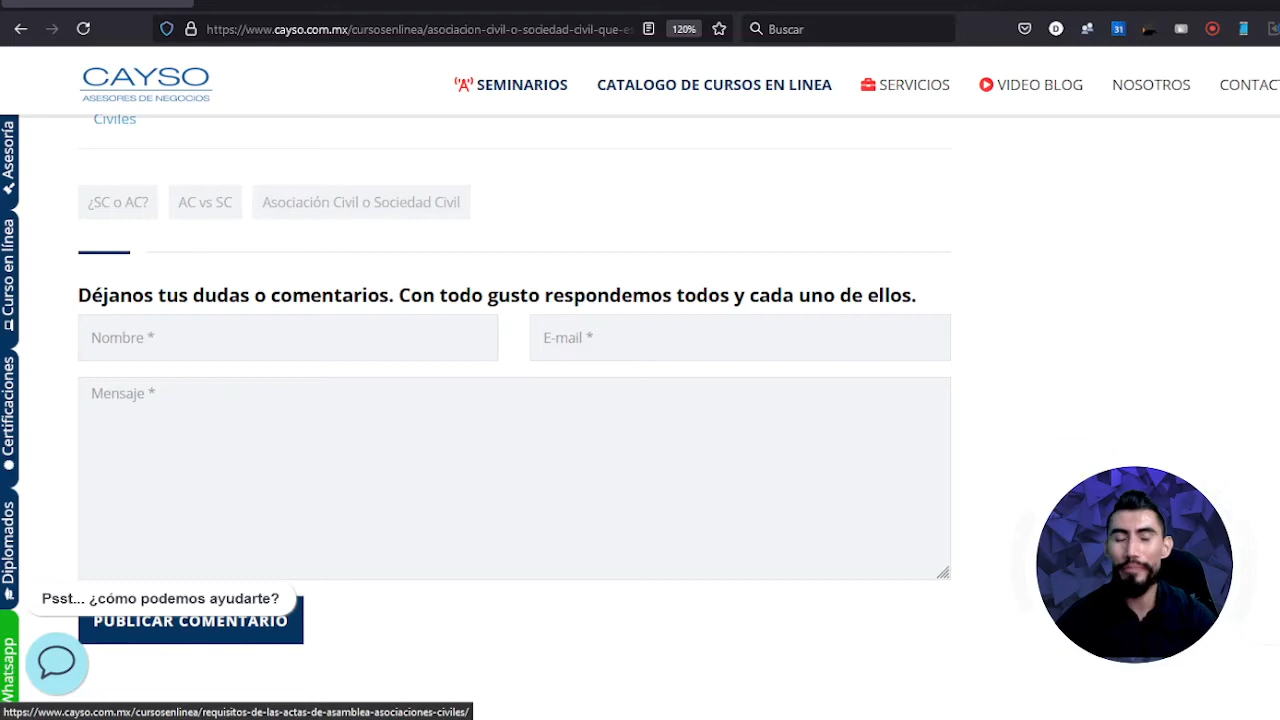 https://www.cayso.com.mx/cursosenlinea/asociacion-civil-o-sociedad-civil-que-es
120%
Buscar
D
31
CAYSO
ASESORES DE NEGOCIOS
SEMINARIOS
CATALOGO DE CURSOS EN LINEA
SERVICIOS
VIDEO BLOG
NOSOTROS
CONTAC
Civiles
¿SC o AC?
AC vs SC
Asociación Civil o Sociedad Civil
Déjanos tus dudas o comentarios. Con todo gusto respondemos todos y cada uno de ellos.
Nombre *
E-mail *
Mensaje *
Asesoría
Curso en línea
Certificaciones
Diplomados
Whatsapp
Psst... ¿cómo podemos ayudarte?
PUBLICAR COMENTARIO
https://www.cayso.com.mx/cursosenlinea/requisitos-de-las-actas-de-asamblea-asociaciones-civiles/